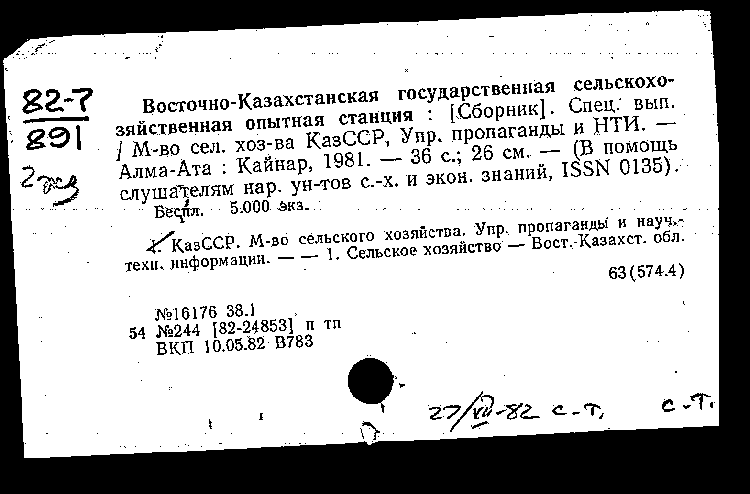 82-7
891
2 экз
Восточно-Казахстанская государственная сельскохо-
зяйственная опытная станция : [Сборник]. Спец. вып.
/ М-во сел. хоз-ва КазССР, Упр. пропаганды и НТИ. —
Алма-Ата : Кайнар, 1981. — 36 с.; 26 см. — (В помощь
слушателям нар. ун-тов с.-х. и экон. знаний, ISSN 0135).
Беспл. 5.000 экз.
1. КазССР. М-во сельского хозяйства. Упр. пропаганды и науч.-
техн. информации. — — 1. Сельское хозяйство — Вост.-Казахст. обл.
63(574.4)
№16176 38.1
54 №244 [82-24853] п тп
ВКП 10.05.82 В783
27/VII-82 с.-т. с.-т.